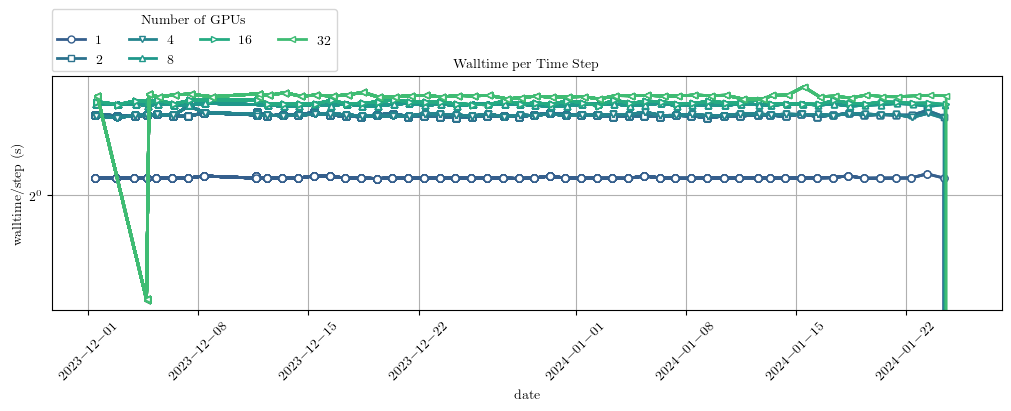 Number of GPUs
1 4 16 32
2 8
Walltime per Time Step
walltime/step (s)
2⁰
2023−12−01 2023−12−08 2023−12−15 2023−12−22 2024−01−01 2024−01−08 2024−01−15 2024−01−22
date